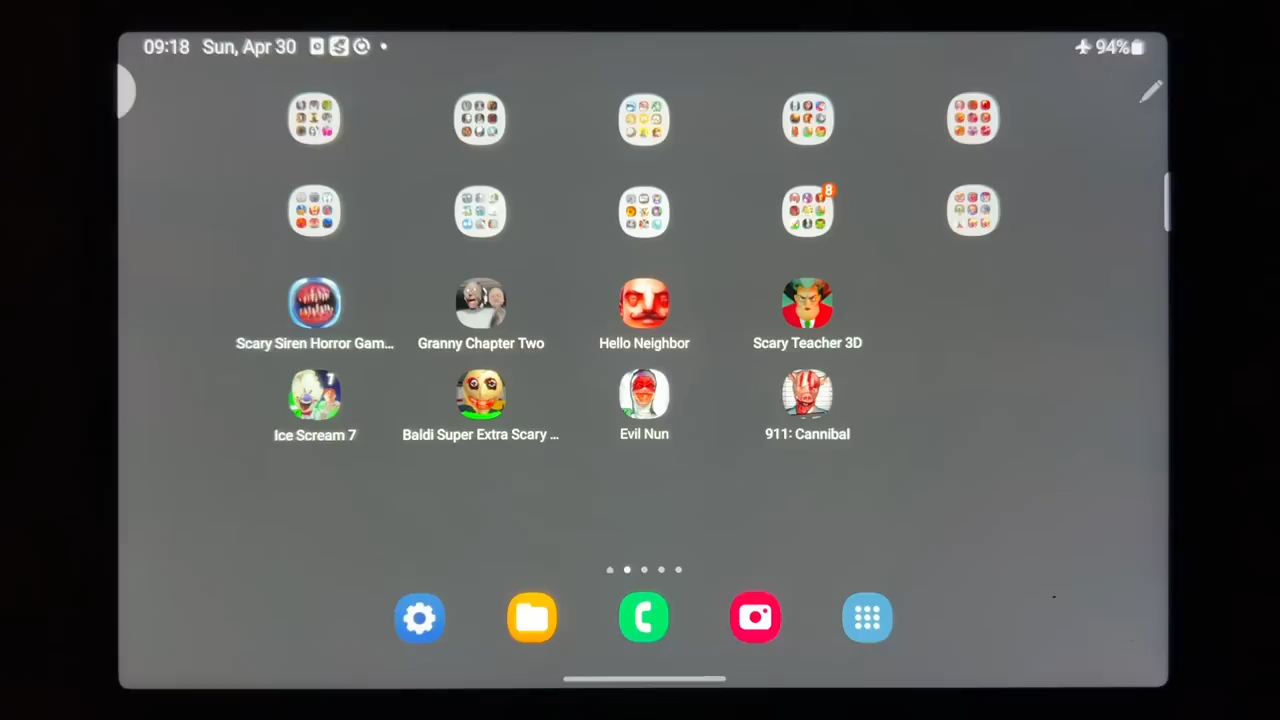 09:18 Sun, Apr 30
94%
8
Scary Siren Horror Gam...
Granny Chapter Two
Hello Neighbor
Scary Teacher 3D
7
Ice Scream 7
Baldi Super Extra Scary ...
Evil Nun
911: Cannibal